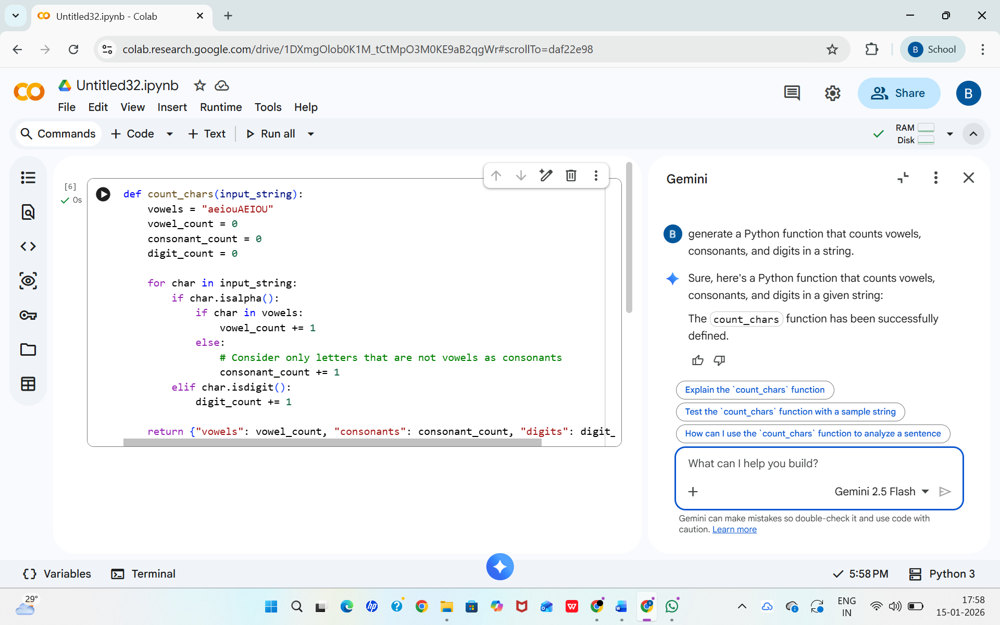 Untitled32.ipynb - Colab
colab.research.google.com/drive/1DXmgOlob0K1M_tCtMpO3M0KE9aB2qgWr#scrollTo=daf22e98
B School
Untitled32.ipynb
File Edit View Insert Runtime Tools Help
Share
B
Commands + Code + Text Run all
RAM
Disk
[6]
0s
def count_chars(input_string):
    vowels = "aeiouAEIOU"
    vowel_count = 0
    consonant_count = 0
    digit_count = 0
    for char in input_string:
        if char.isalpha():
            if char in vowels:
                vowel_count += 1
            else:
                # Consider only letters that are not vowels as consonants
                consonant_count += 1
        elif char.isdigit():
            digit_count += 1
    return {"vowels": vowel_count, "consonants": consonant_count, "digits": digit_
Gemini
B
generate a Python function that counts vowels,
consonants, and digits in a string.
Sure, here's a Python function that counts vowels,
consonants, and digits in a given string:
The count_chars function has been successfully
defined.
Explain the `count_chars` function
Test the `count_chars` function with a sample string
How can I use the `count_chars` function to analyze a sentence
What can I help you build?
Gemini 2.5 Flash
Gemini can make mistakes so double-check it and use code with
caution. Learn more
Variables Terminal
5:58 PM Python 3
29°
ENG
IN
17:58
15-01-2026